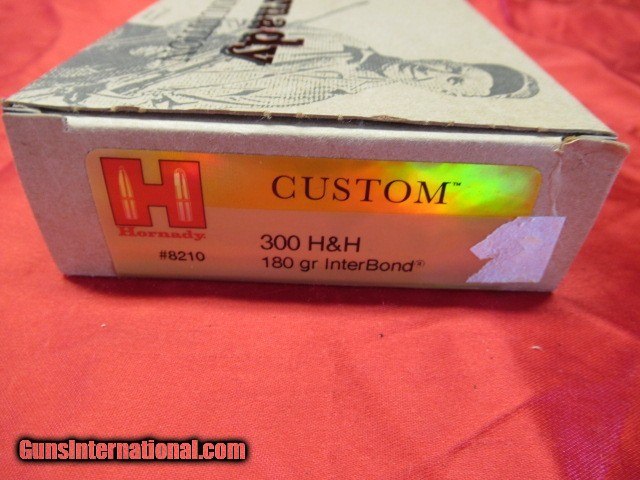 Hornady
CUSTOM™
300 H&H
180 gr InterBond®
#8210
GunsInternational.com